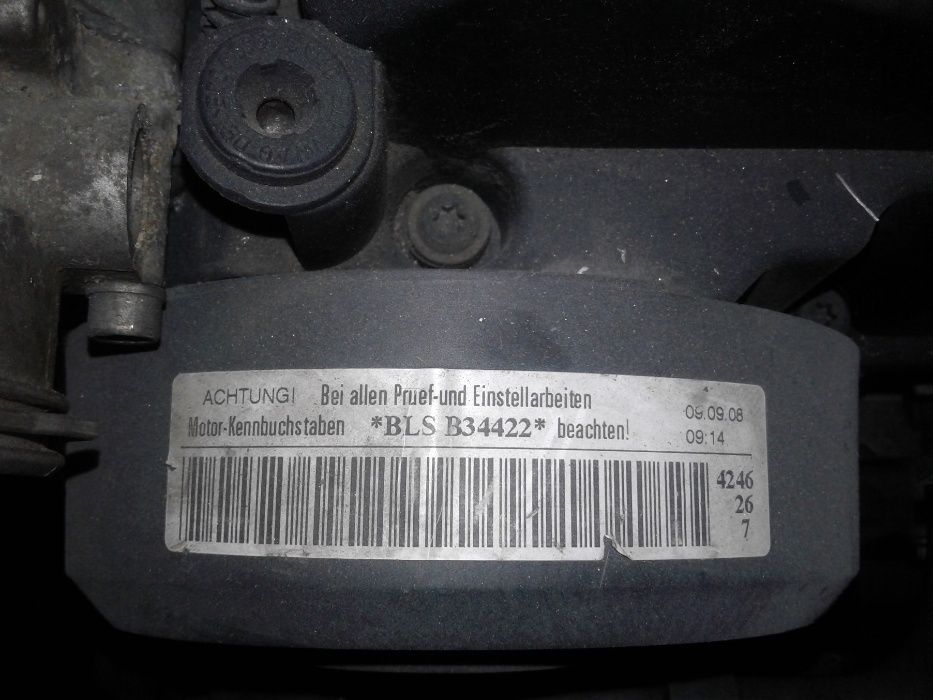 ACHTUNG! Bei allen Pruef-und Einstellarbeiten
Motor-Kennbuchstaben *BLS B34422* beachten!
09.09.08
09:14
4246
26
7